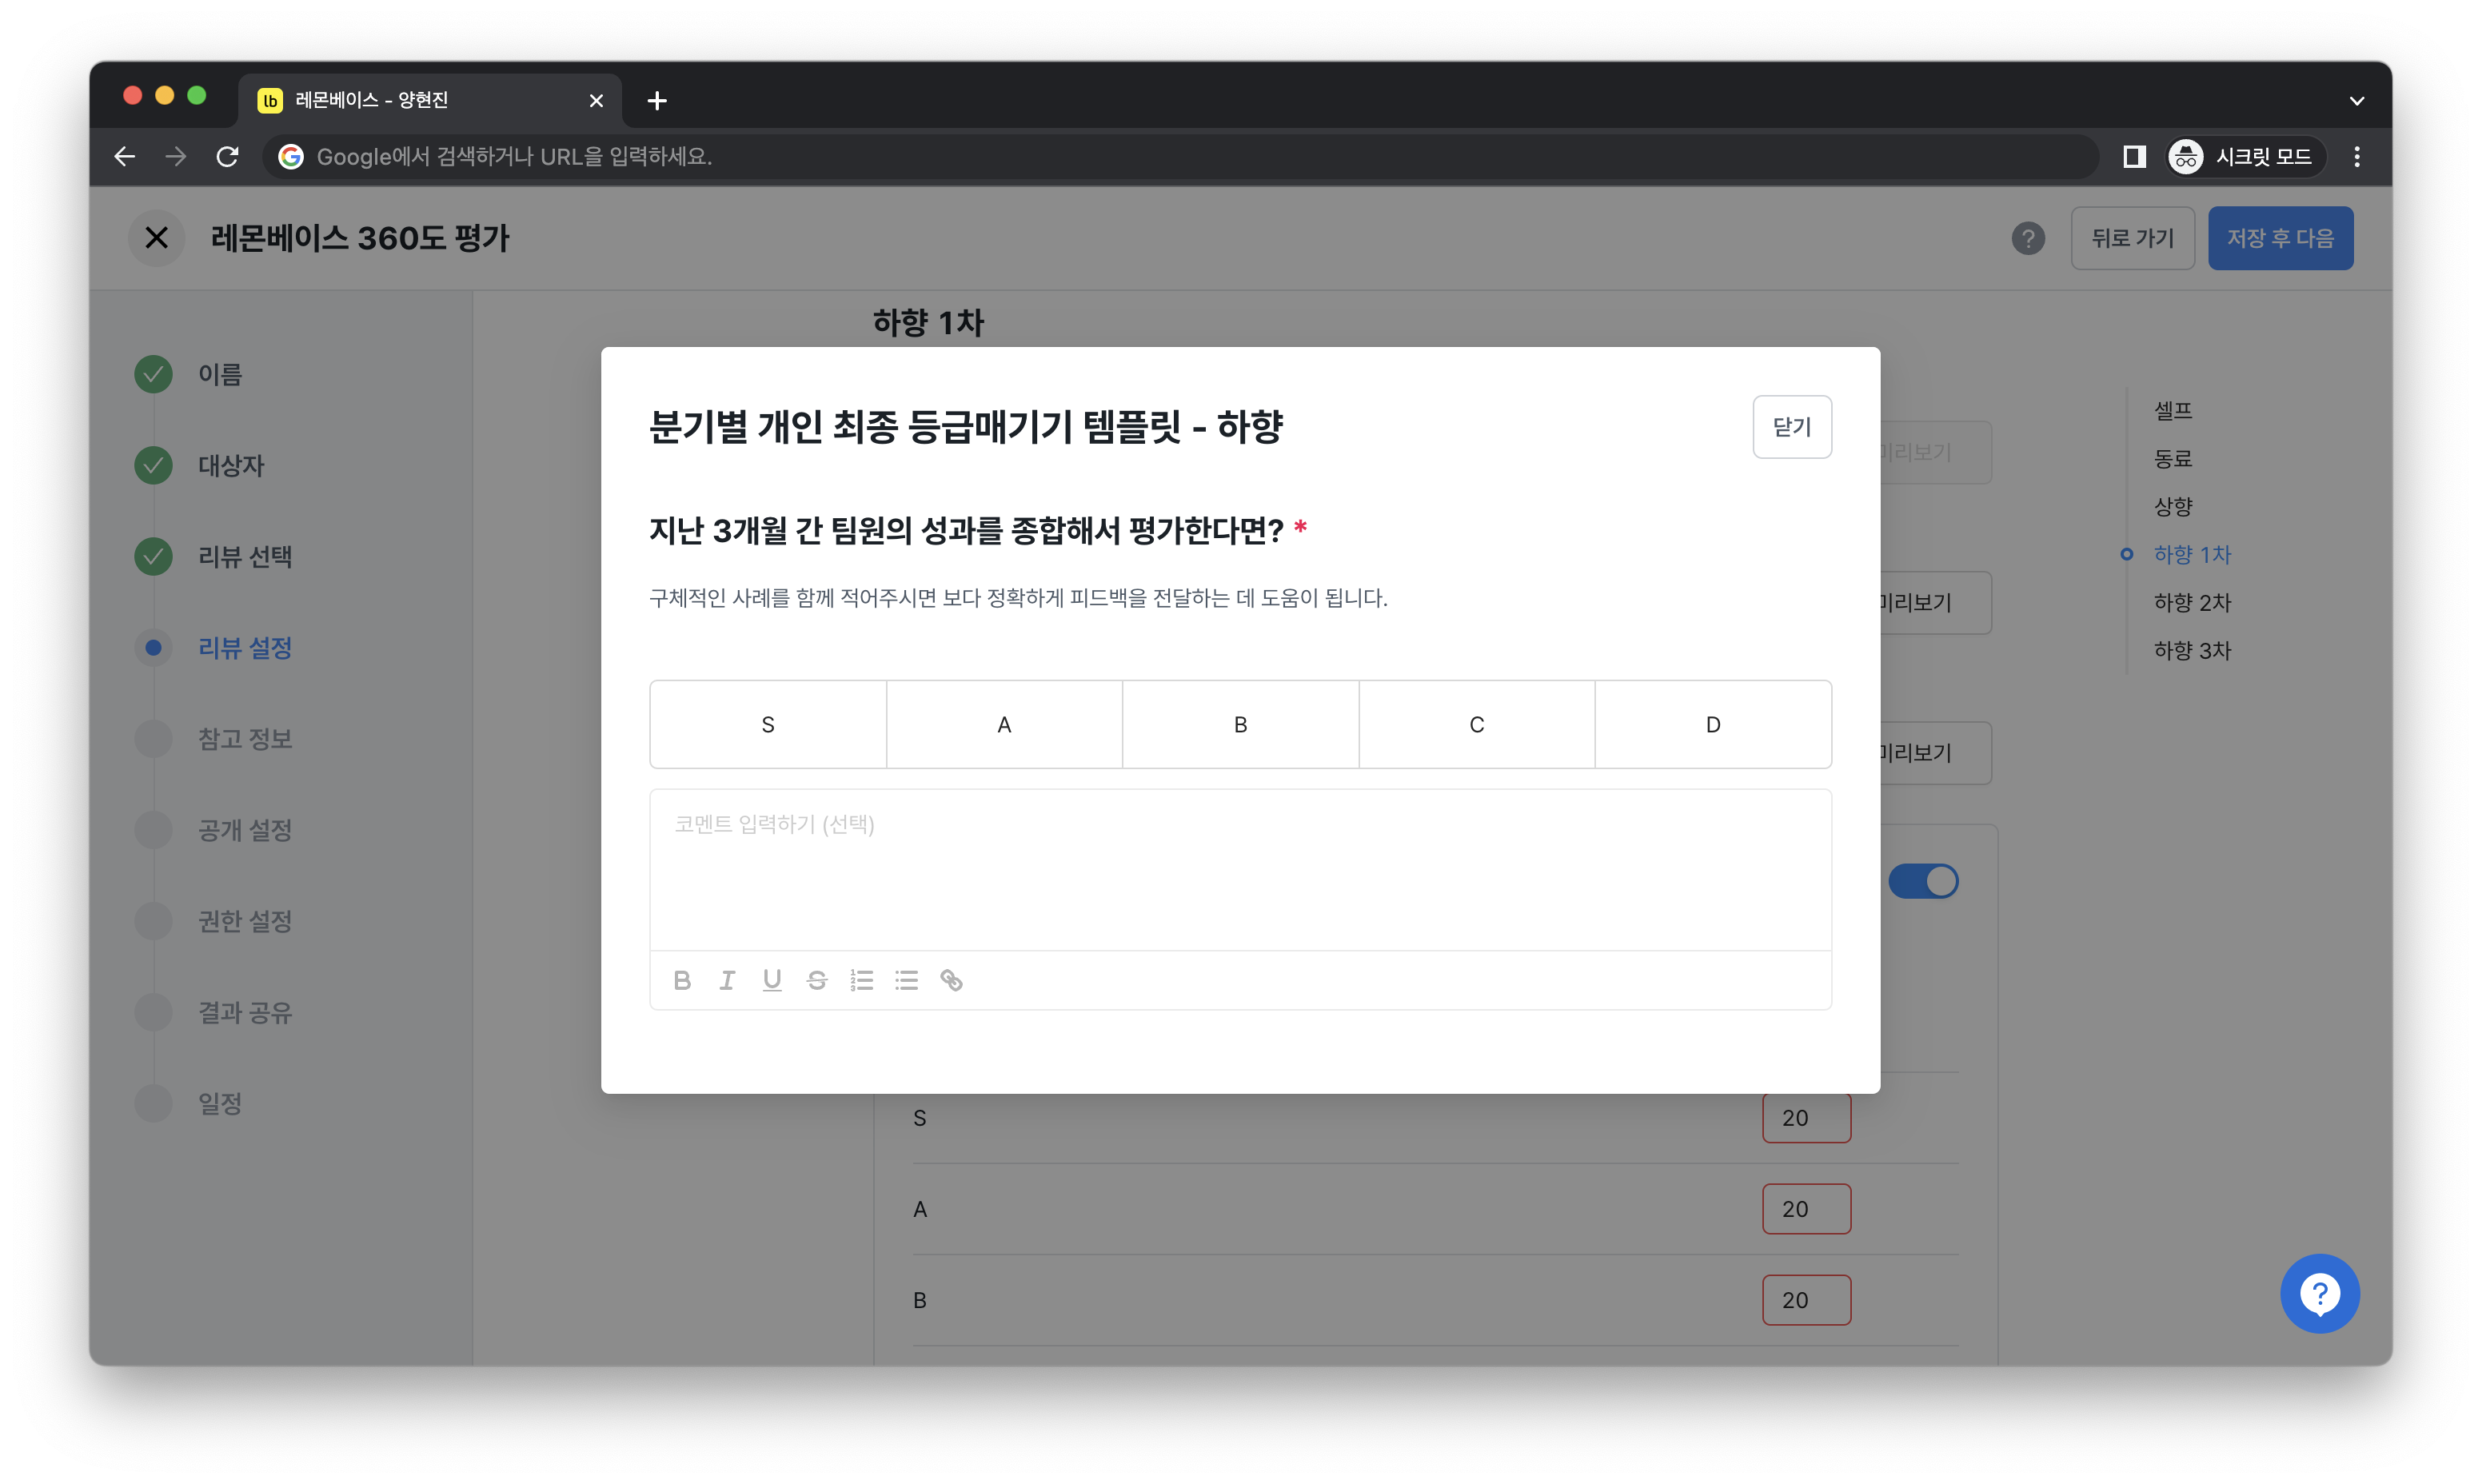 lb 레몬베이스 - 양현진
Google에서 검색하거나 URL을 입력하세요.
시크릿 모드
레몬베이스 360도 평가
?
뒤로 가기
저장 후 다음
이름
대상자
리뷰 선택
리뷰 설정
참고 정보
공개 설정
권한 설정
결과 공유
일정
하향 1차
미리보기
미리보기
미리보기
셀프
동료
상향
하향 1차
하향 2차
하향 3차
분기별 개인 최종 등급매기기 템플릿 - 하향
닫기
지난 3개월 간 팀원의 성과를 종합해서 평가한다면? *
구체적인 사례를 함께 적어주시면 보다 정확하게 피드백을 전달하는 데 도움이 됩니다.
S A B C D
코멘트 입력하기 (선택)
B I U S
S 20
A 20
B 20
?